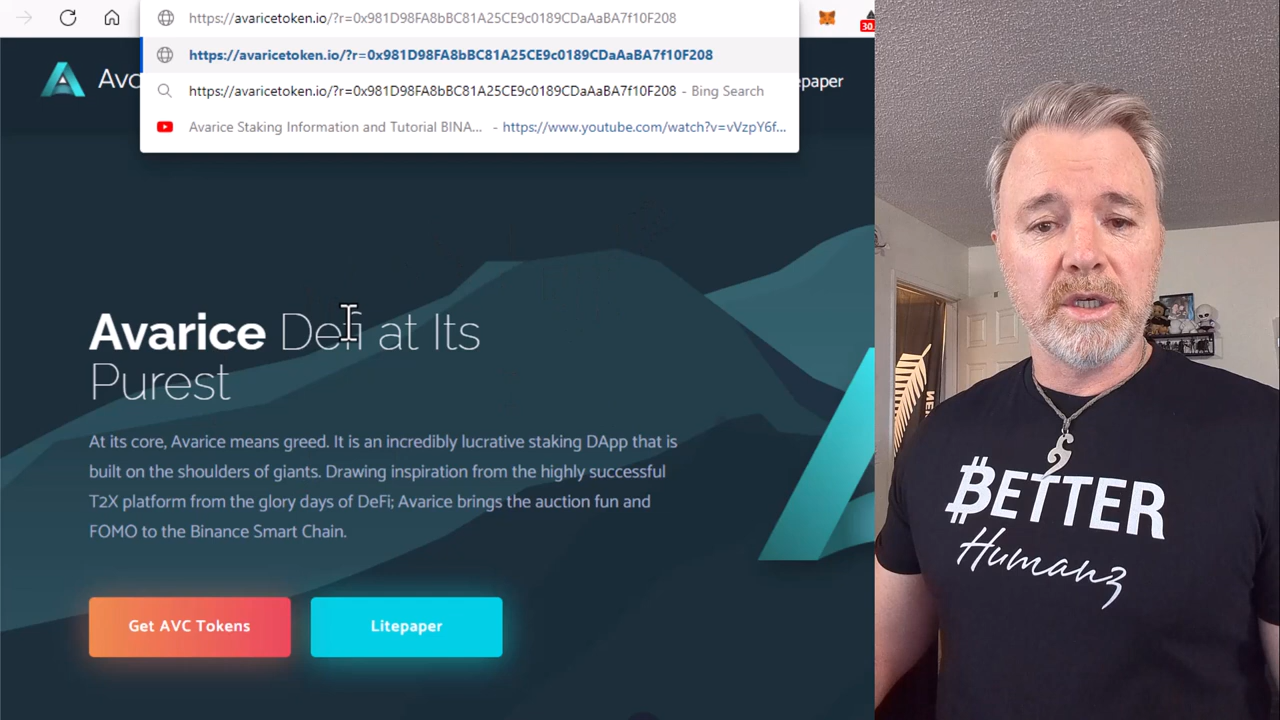 https://avaricetoken.io/?r=0x981D98FA8bBC81A25CE9c0189CDaAaBA7f10F208
https://avaricetoken.io/?r=0x981D98FA8bBC81A25CE9c0189CDaAaBA7f10F208
https://avaricetoken.io/?r=0x981D98FA8bBC81A25CE9c0189CDaAaBA7f10F208 - Bing Search
Avarice Staking Information and Tutorial BINA... - https://www.youtube.com/watch?v=vVzpY6f...
30
Avaepaper
Avarice Defi at Its
Purest
At its core, Avarice means greed. It is an incredibly lucrative staking DApp that is
built on the shoulders of giants. Drawing inspiration from the highly successful
T2X platform from the glory days of DeFi; Avarice brings the auction fun and
FOMO to the Binance Smart Chain.
Get AVC Tokens
Litepaper
BETTER
Humanz